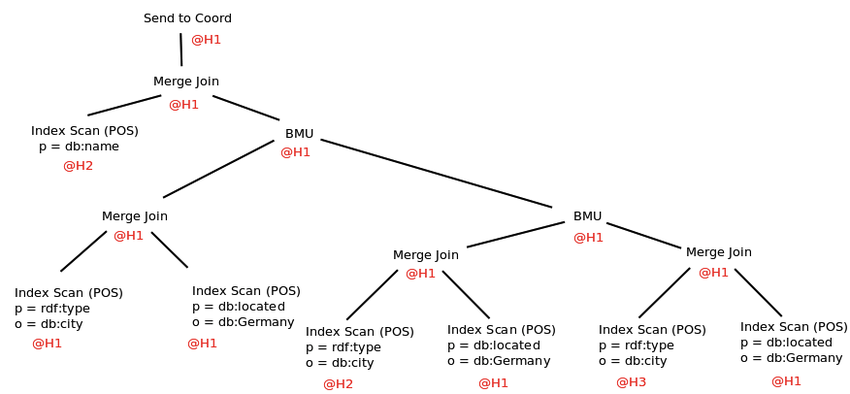 Send to Coord
@H1
Merge Join
@H1
Index Scan (POS)
p = db:name
@H2
BMU
@H1
Merge Join
@H1
Index Scan (POS)
p = rdf:type
o = db:city
@H1
Index Scan (POS)
p = db:located
o = db:Germany
@H1
BMU
@H1
Merge Join
@H1
Index Scan (POS)
p = rdf:type
o = db:city
@H2
Index Scan (POS)
p = db:located
o = db:Germany
@H1
Merge Join
@H1
Index Scan (POS)
p = rdf:type
o = db:city
@H3
Index Scan (POS)
p = db:located
o = db:Germany
@H1